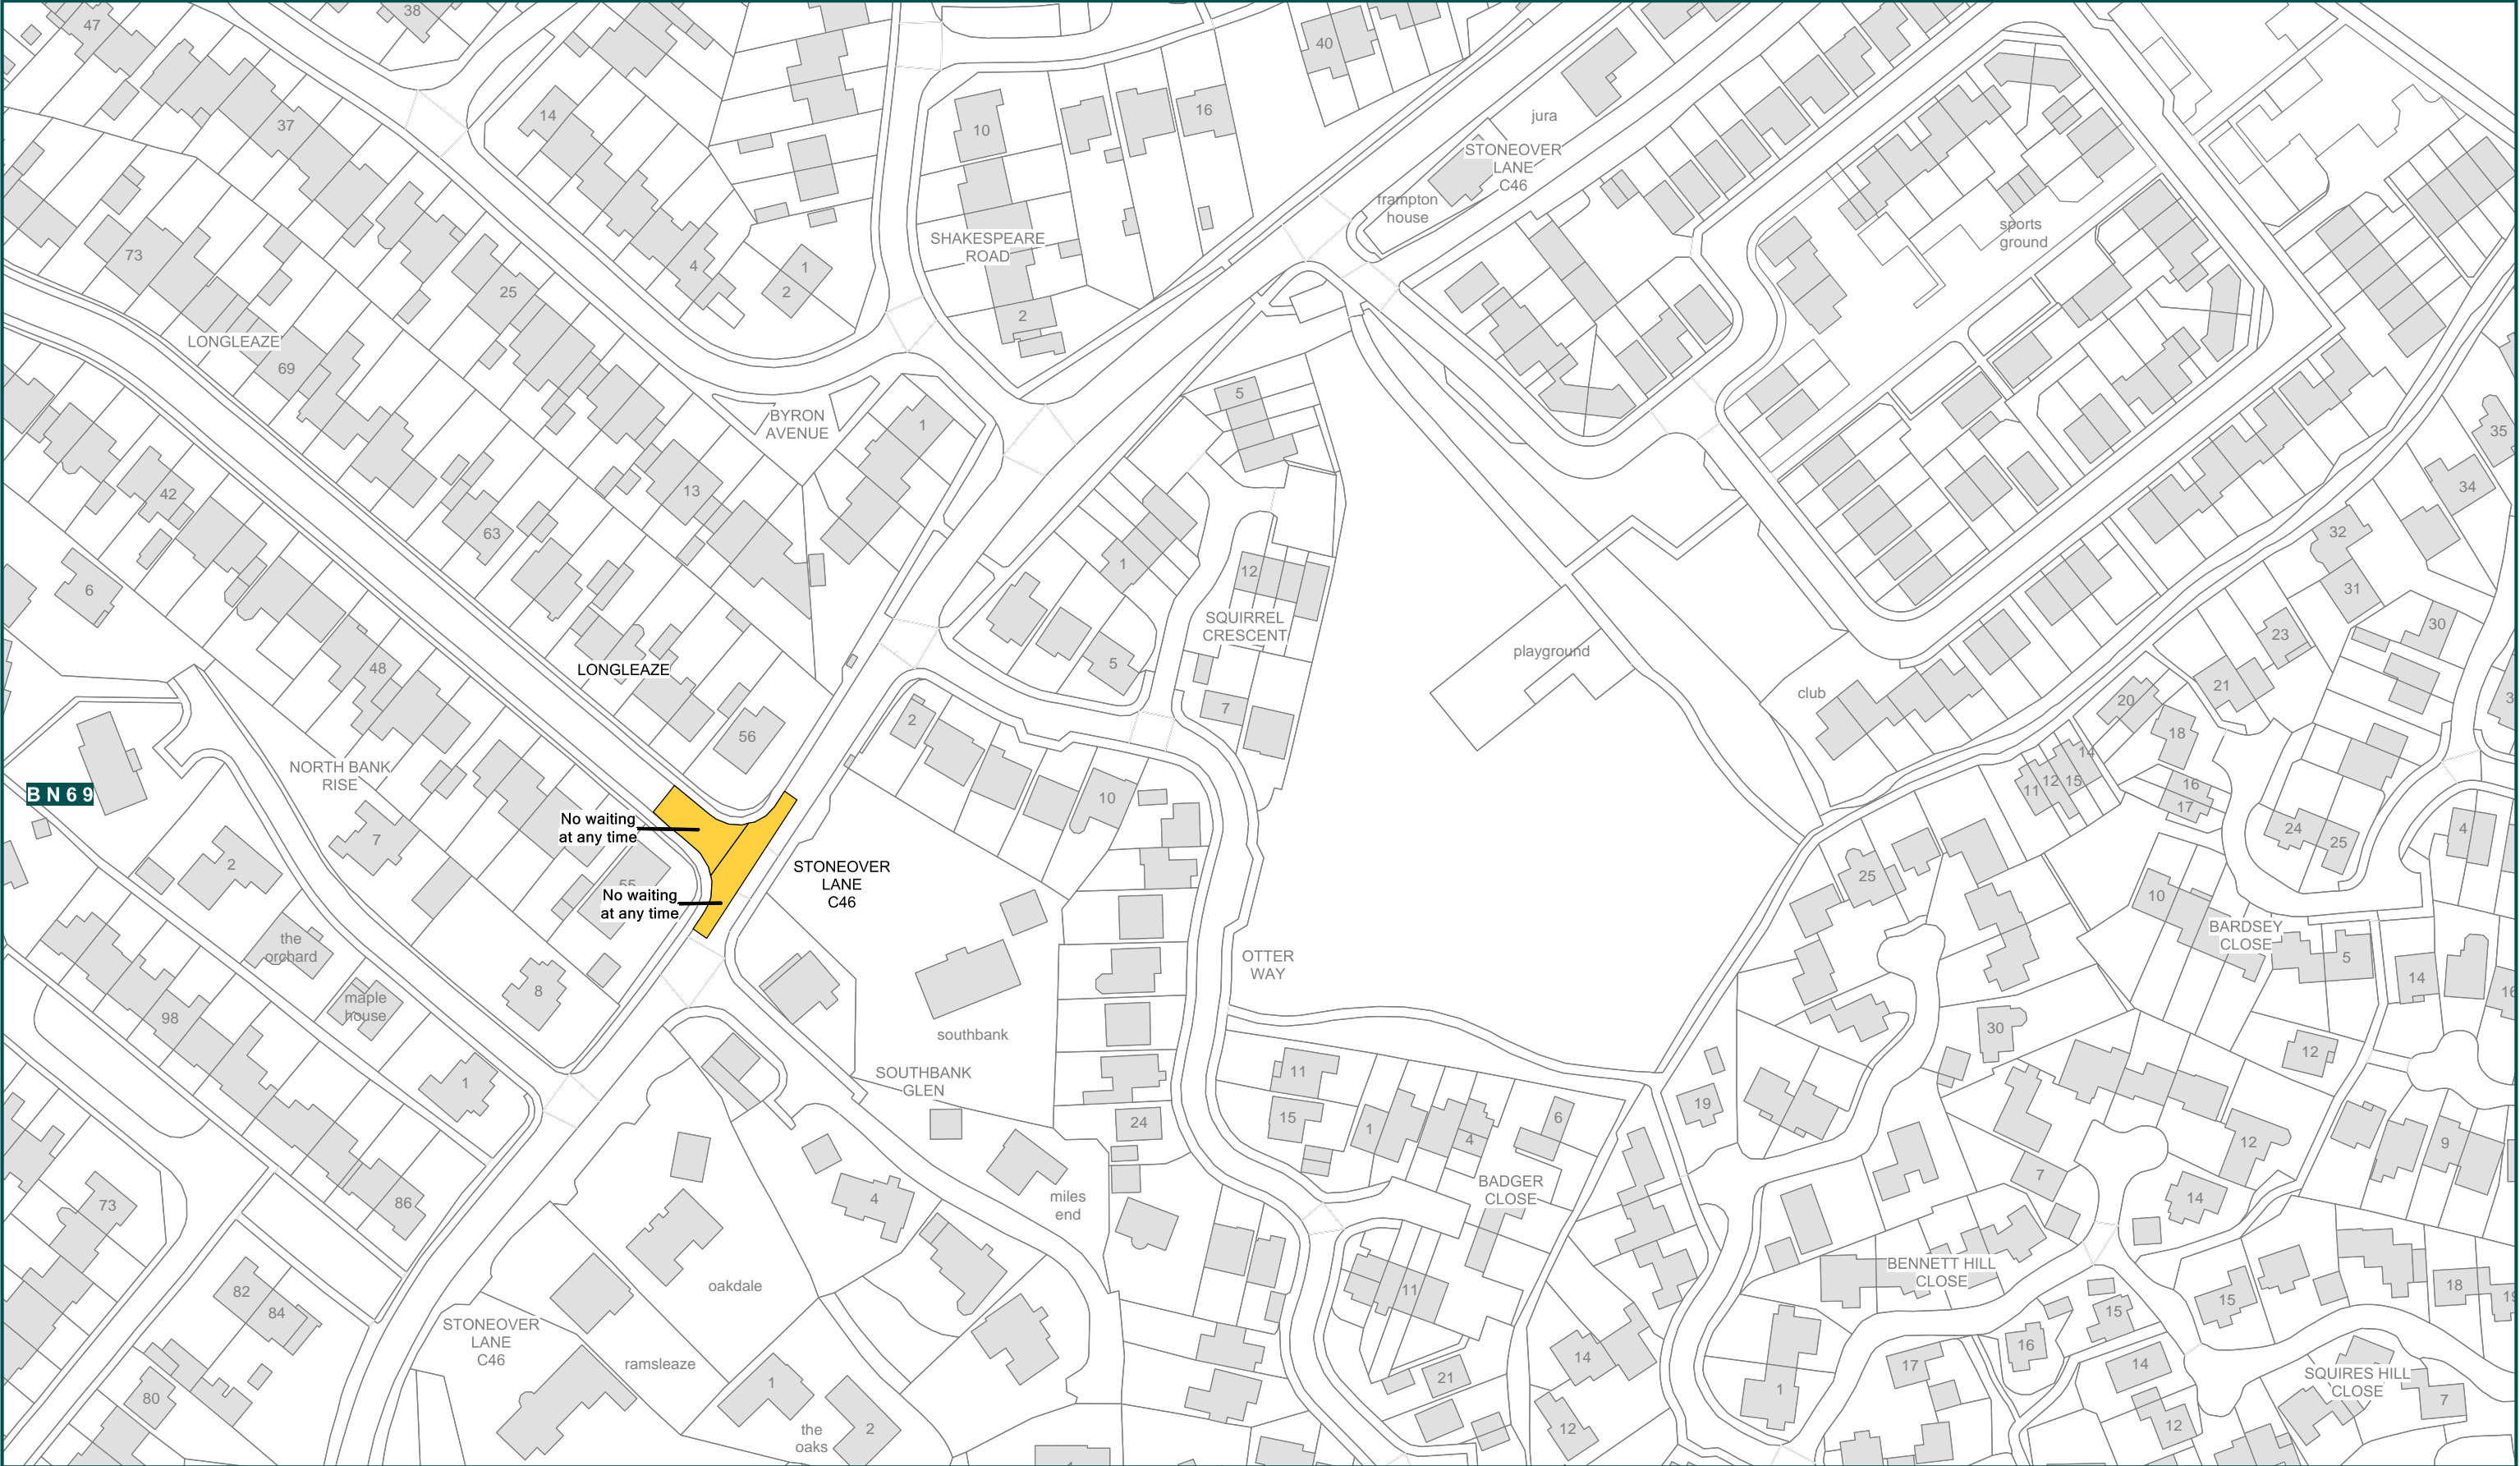 47
38
37
14
10
16
40
jura
STONEOVER
LANE
C46
frampton
house
SHAKESPEARE
ROAD
sports
ground
73
25
4
1
2
2
LONGLEAZE
69
5
BYRON
AVENUE
1
35
42
13
34
63
32
12
1
6
31
SQUIRREL
CRESCENT
30
23
LONGLEAZE
5
playground
48
club
21
20
7
2
56
18
NORTH BANK
RISE
14
12
15
11
16
17
B N 6 9
10
No waiting
at any time
24
25
4
7
2
STONEOVER
LANE
C46
25
55
No waiting
at any time
10
BARDSEY
CLOSE
the
orchard
OTTER
WAY
5
14
8
16
maple
house
98
southbank
30
12
SOUTHBANK
GLEN
1
11
19
15
24
1
4
6
12
9
7
BADGER
CLOSE
73
86
4
miles
end
14
BENNETT HILL
CLOSE
oakdale
82
84
11
18
15
15
STONEOVER
LANE
C46
ramsleaze
16
14
17
14
21
SQUIRES HILL
CLOSE
1
80
1
7
the
oaks
2
12
12